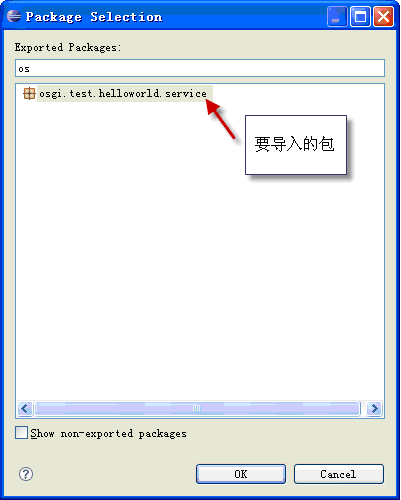 Package Selection
Exported Packages:
os
osgi.test.helloworld.service
要导入的包
Show non-exported packages
OK
Cancel